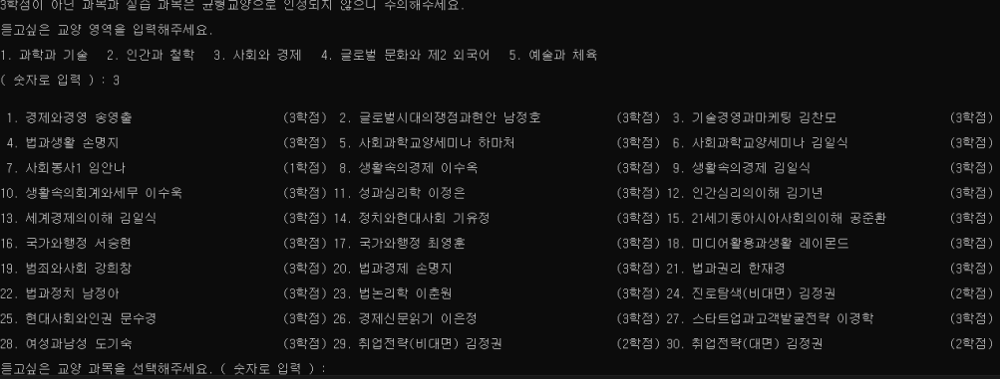 3학점이 아닌 과목과 실습 과목은 균형교양으로 인정되지 않으니 주의해주세요.
듣고싶은 교양 영역을 입력해주세요.
1. 과학과 기술 2. 인간과 철학 3. 사회와 경제 4. 글로벌 문화와 제2 외국어 5. 예술과 체육
( 숫자로 입력 ) : 3
1. 경제와경영 송영출 (3학점) 2. 글로벌시대의쟁점과현안 남정호 (3학점) 3. 기술경영과마케팅 김찬모 (3학점)
4. 법과생활 손명지 (3학점) 5. 사회과학교양세미나 하마처 (3학점) 6. 사회과학교양세미나 김일식 (3학점)
7. 사회봉사1 임안나 (1학점) 8. 생활속의경제 이수옥 (3학점) 9. 생활속의경제 김일식 (3학점)
10. 생활속의회계와세무 이수욱 (3학점) 11. 성과심리학 이정은 (3학점) 12. 인간심리의이해 김기년 (3학점)
13. 세계경제의이해 김일식 (3학점) 14. 정치와현대사회 기유정 (3학점) 15. 21세기동아시아사회의이해 공준환 (3학점)
16. 국가와행정 서승현 (3학점) 17. 국가와행정 최영훈 (3학점) 18. 미디어활용과생활 레이몬드 (3학점)
19. 범죄와사회 강희창 (3학점) 20. 법과경제 손명지 (3학점) 21. 법과권리 한재경 (3학점)
22. 법과정치 남정아 (3학점) 23. 법논리학 이춘원 (3학점) 24. 진로탐색(비대면) 김정권 (2학점)
25. 현대사회와인권 문수경 (3학점) 26. 경제신문읽기 이은정 (3학점) 27. 스타트업과고객발굴전략 이경학 (3학점)
28. 여성과남성 도기숙 (3학점) 29. 취업전략(비대면) 김정권 (2학점) 30. 취업전략(대면) 김정권 (2학점)
듣고싶은 교양 과목을 선택해주세요. ( 숫자로 입력 ) :